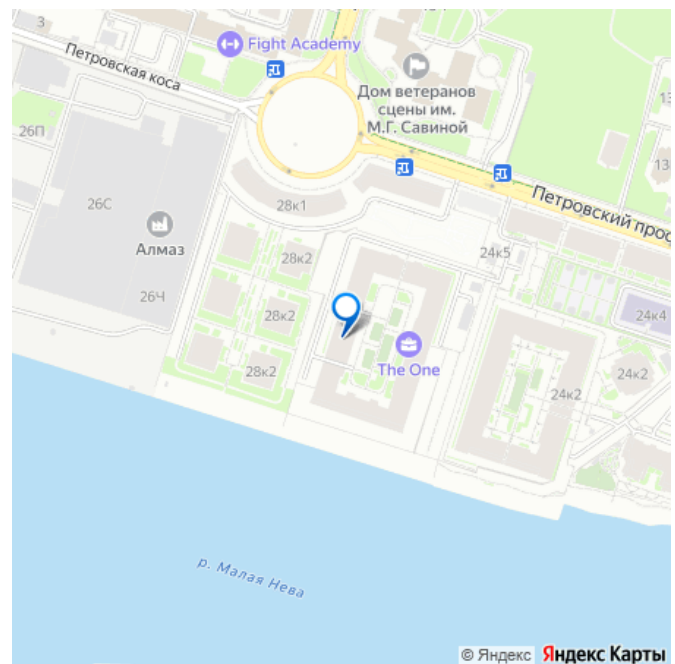 3
Fight Academy
Петровская коса
Дом ветеранов
сцены им.
М.Г. Савиной
13
26П
13
Петровский прос
26С
28к1
Алмаз
24к5
28к2
26Ч
28к2
24к4
The One
28к2
24к2
24к2
р. Малая Нева
© Яндекс Яндекс Карты